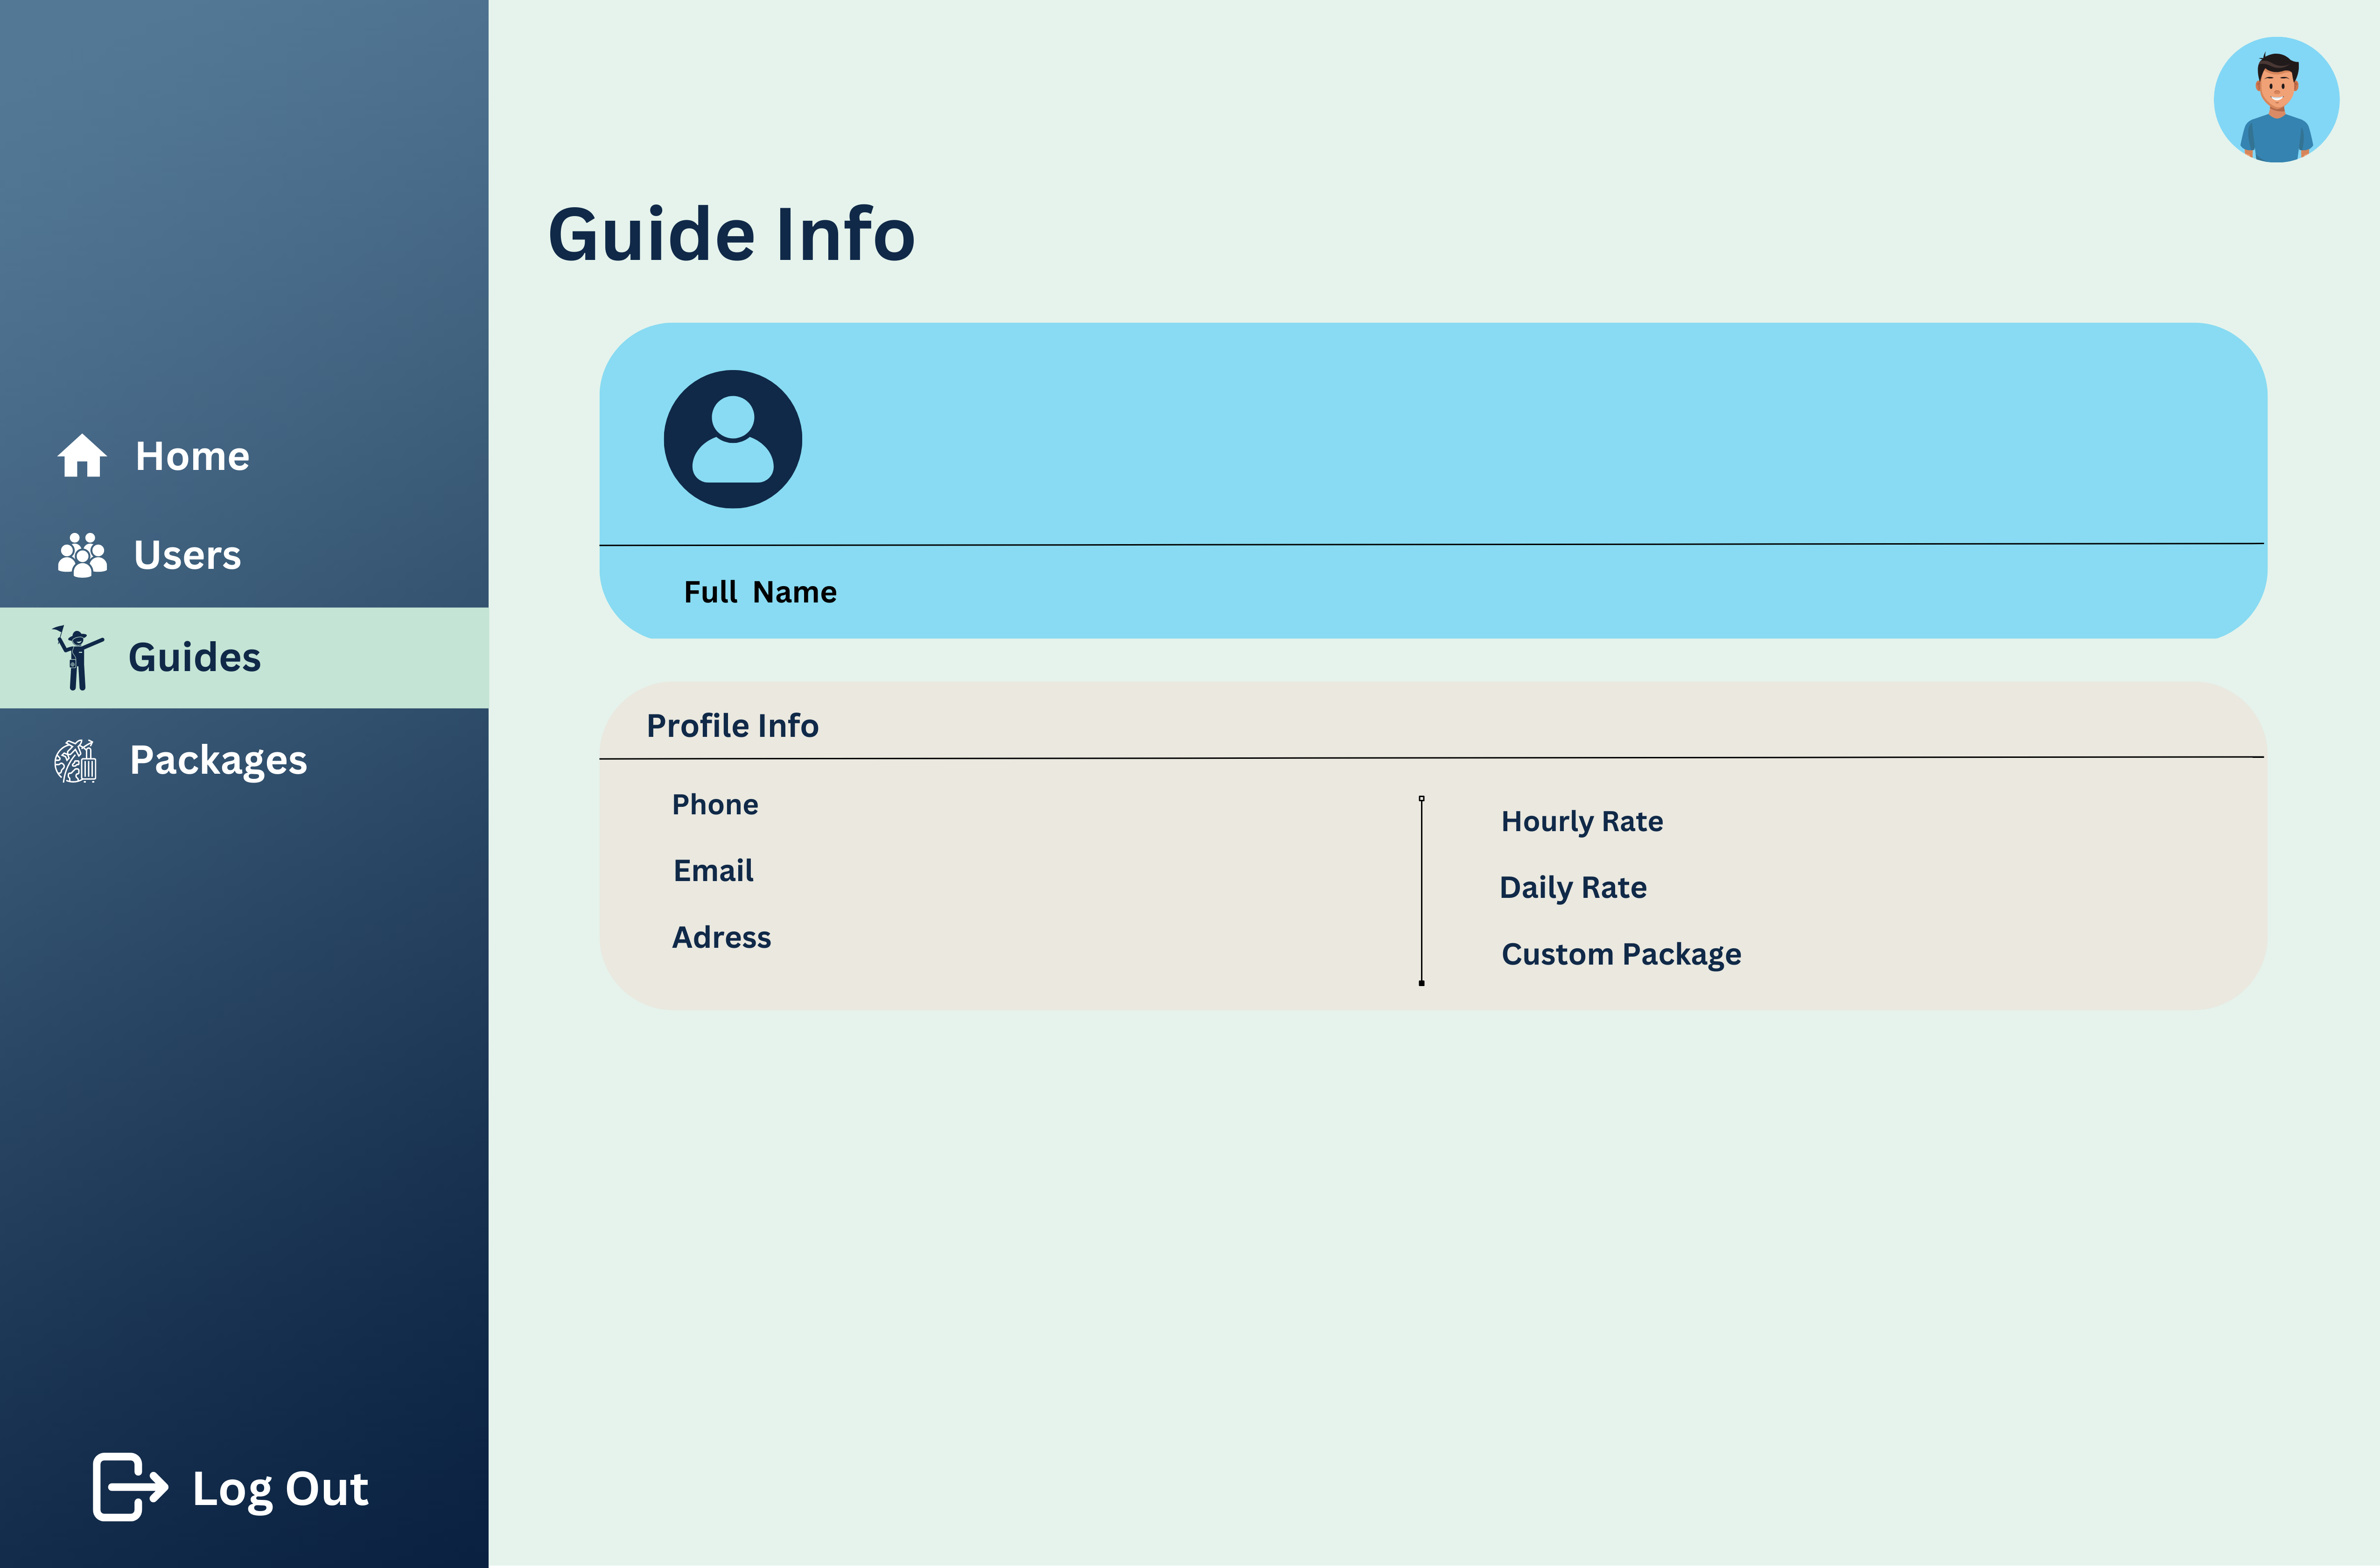 Home
Users
Guides
Packages
Log Out
Guide Info
Full  Name
Profile Info
Phone
Email
Adress
Hourly Rate
Daily Rate
Custom Package